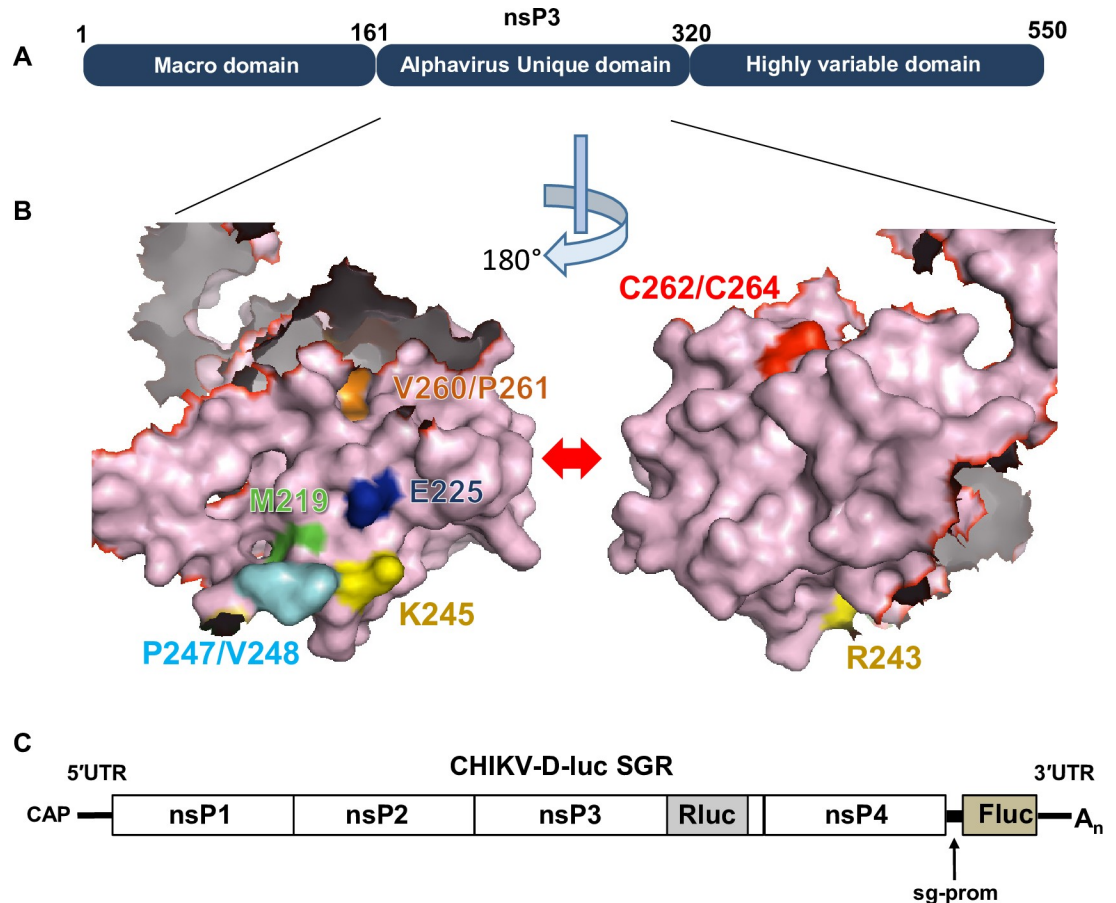 nsP3
1 161 320 550
A
Macro domain Alphavirus Unique domain Highly variable domain
B
180°
C262/C264
V260/P261
M219 E225
K245
P247/V248
R243
C
CHIKV-D-luc SGR
5′UTR 3′UTR
CAP nsP1 nsP2 nsP3 Rluc nsP4 Fluc An
sg-prom